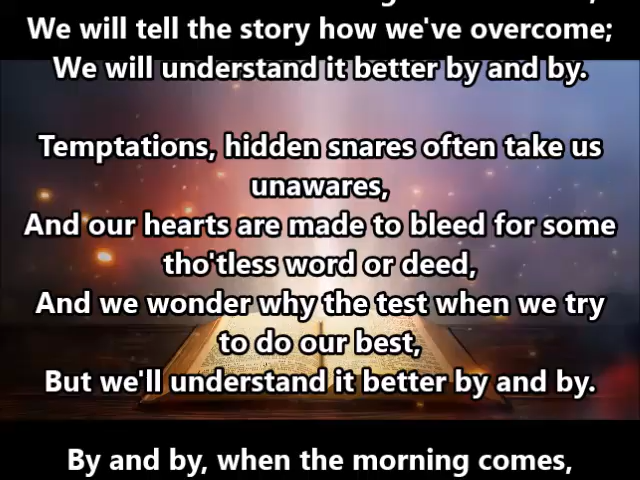 We will tell the story how we've overcome;
We will understand it better by and by.
Temptations, hidden snares often take us
unawares,
And our hearts are made to bleed for some
tho'tless word or deed,
And we wonder why the test when we try
to do our best,
But we'll understand it better by and by.
By and by, when the morning comes,